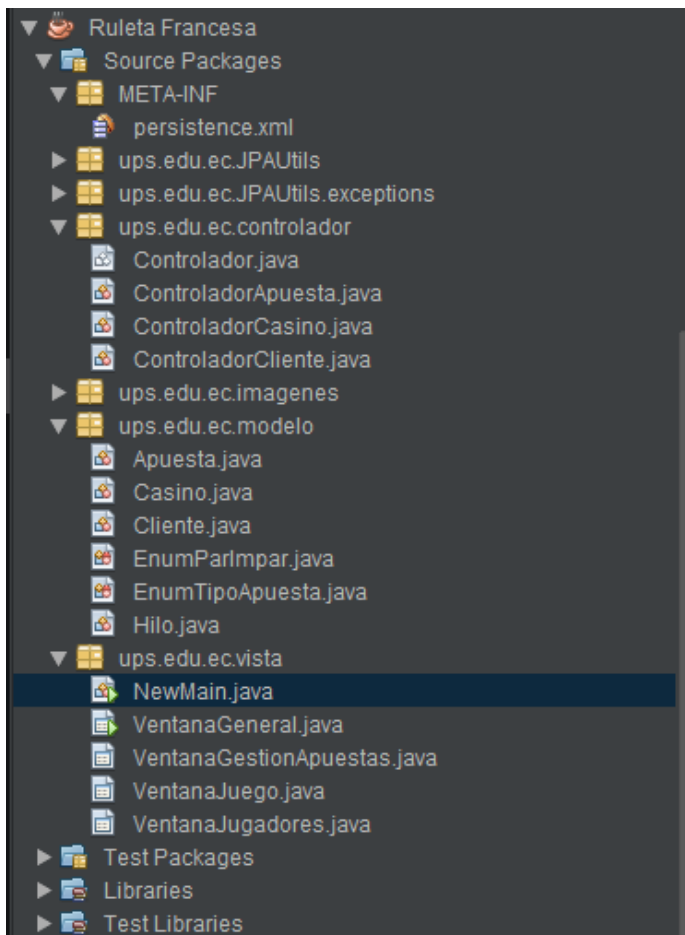 Ruleta Francesa
Source Packages
META-INF
persistence.xml
ups.edu.ec.JPAUtils
ups.edu.ec.JPAUtils.exceptions
ups.edu.ec.controlador
Controlador.java
ControladorApuesta.java
ControladorCasino.java
ControladorCliente.java
ups.edu.ec.imagenes
ups.edu.ec.modelo
Apuesta.java
Casino.java
Cliente.java
EnumParImpar.java
EnumTipoApuesta.java
Hilo.java
ups.edu.ec.vista
NewMain.java
VentanaGeneral.java
VentanaGestionApuestas.java
VentanaJuego.java
VentanaJugadores.java
Test Packages
Libraries
Test Libraries